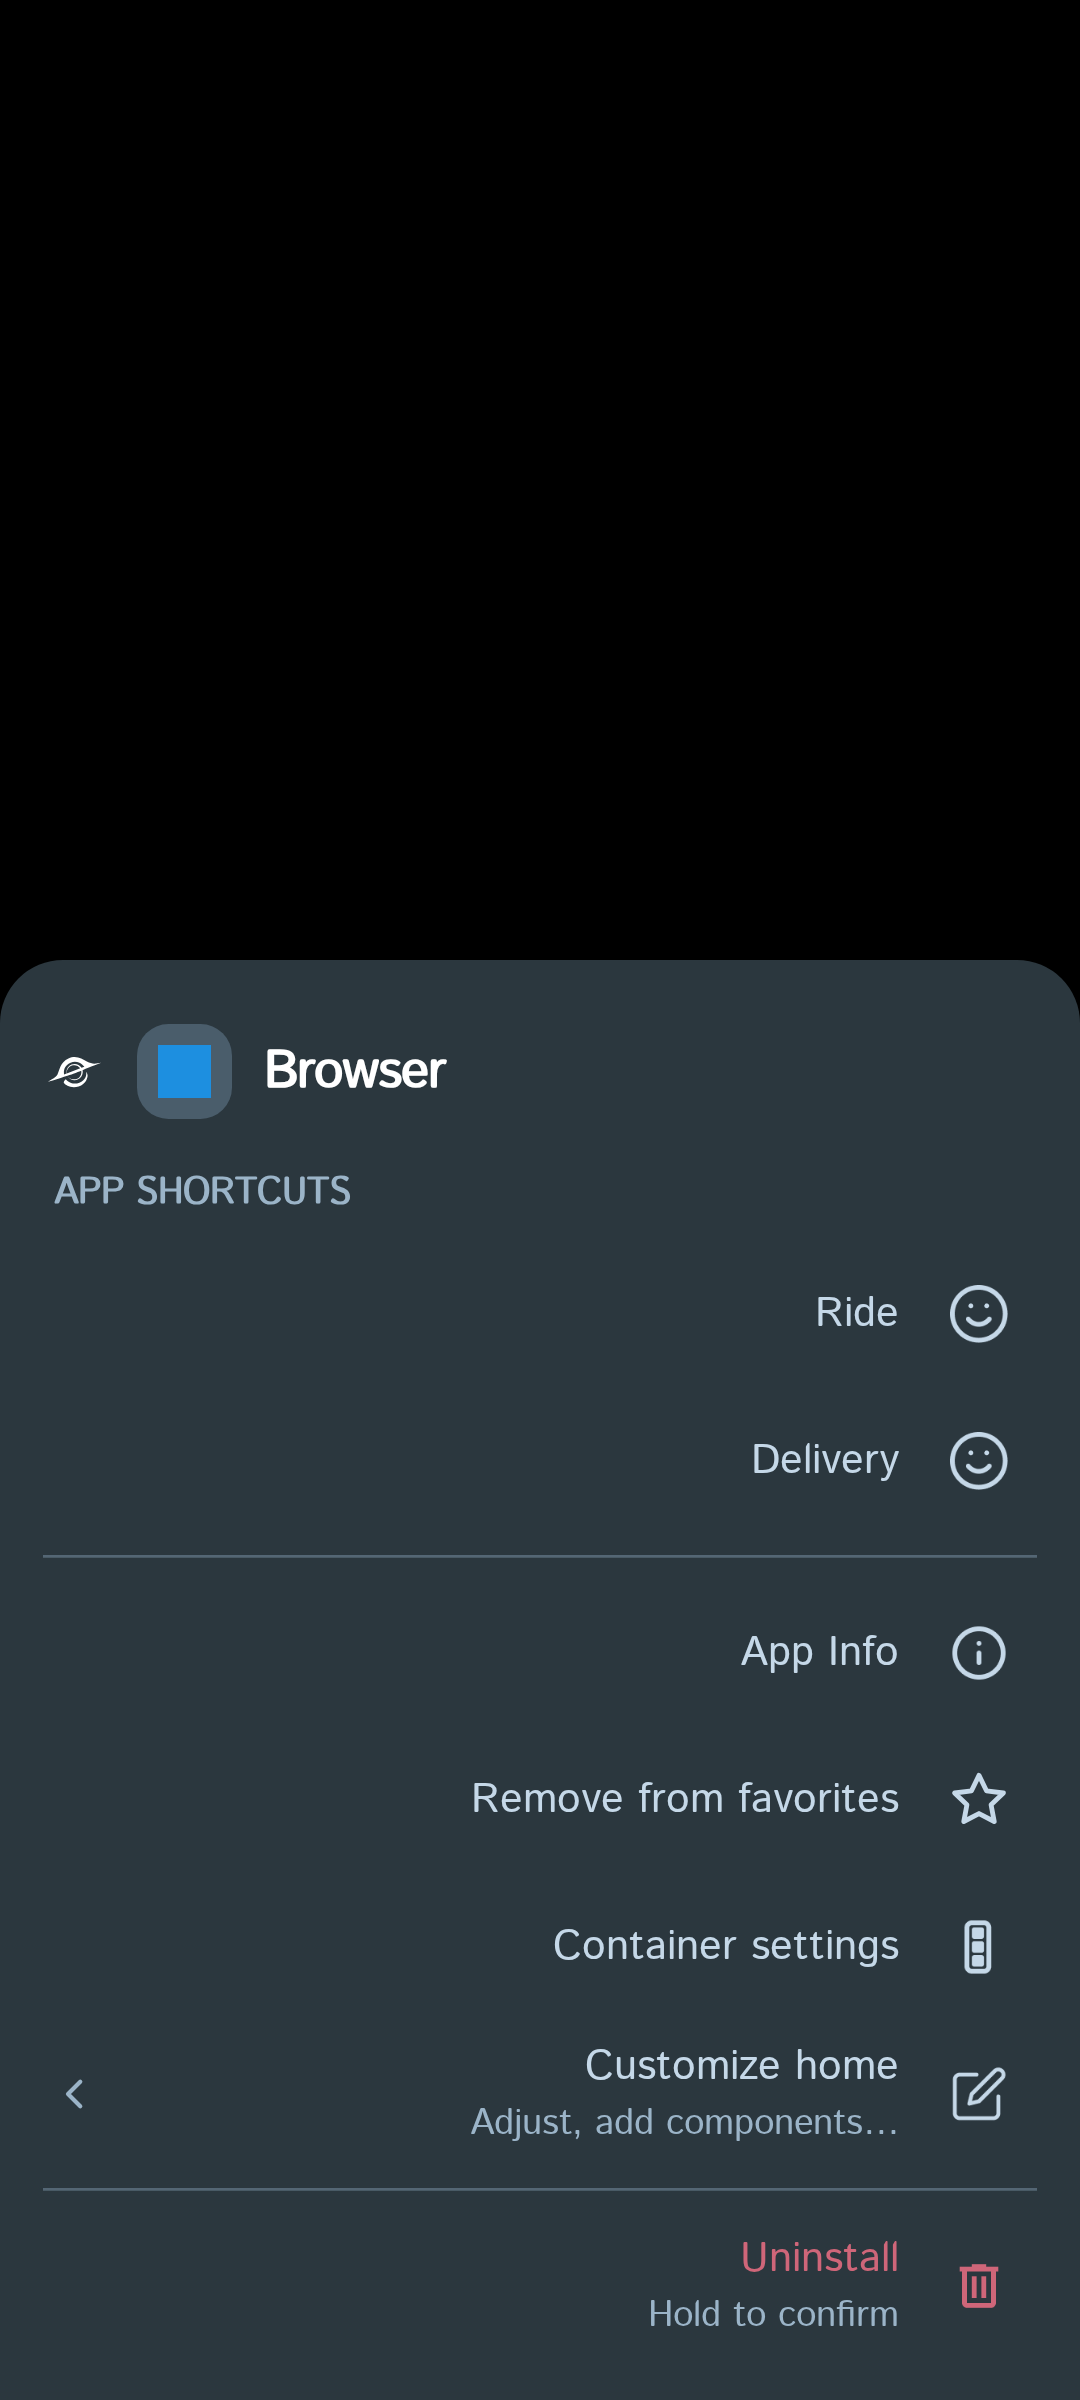 Browser
APP SHORTCUTS
Ride
Delivery
App Info
Remove from favorites
Container settings
Customize home
Adjust, add components...
Uninstall
Hold to confirm